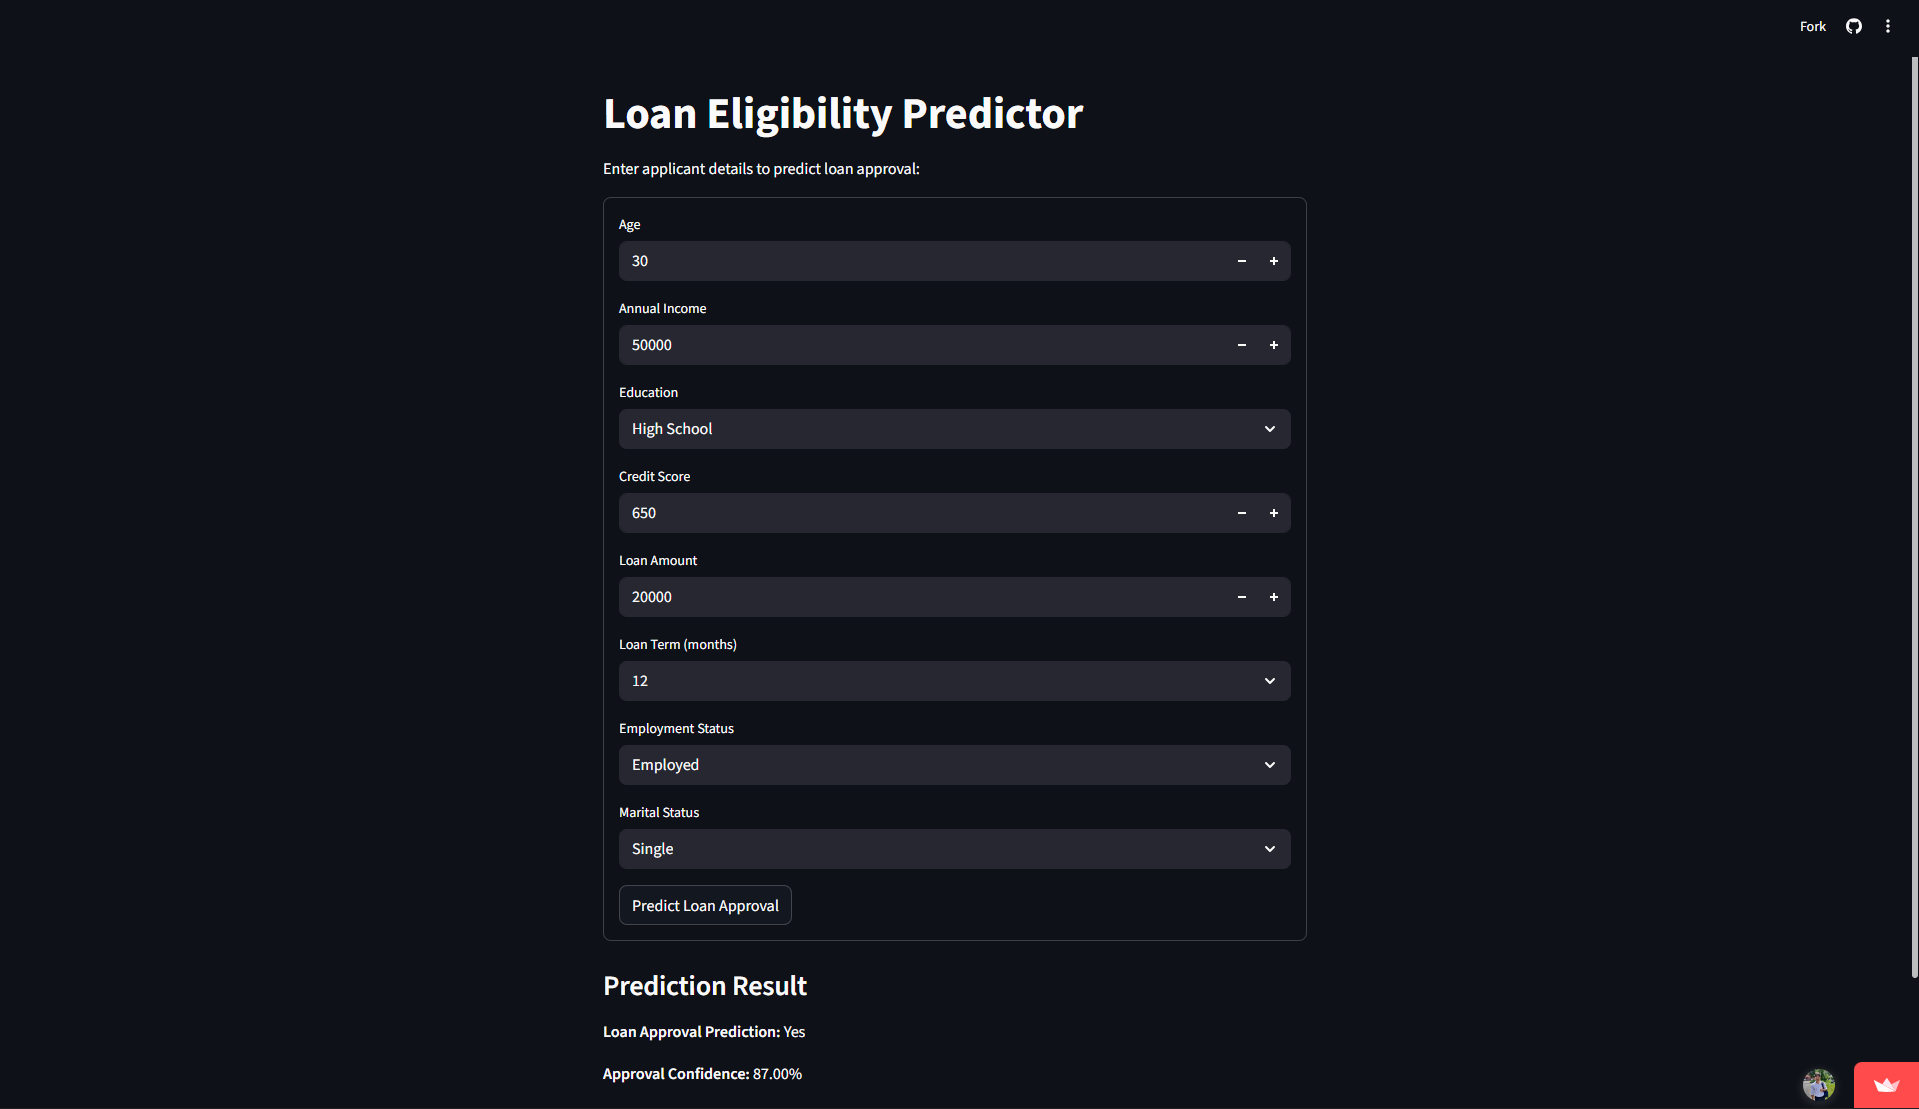 Fork
Loan Eligibility Predictor
Enter applicant details to predict loan approval:
Age
30
Annual Income
50000
Education
High School
Credit Score
650
Loan Amount
20000
Loan Term (months)
12
Employment Status
Employed
Marital Status
Single
Predict Loan Approval
Prediction Result
Loan Approval Prediction: Yes
Approval Confidence: 87.00%